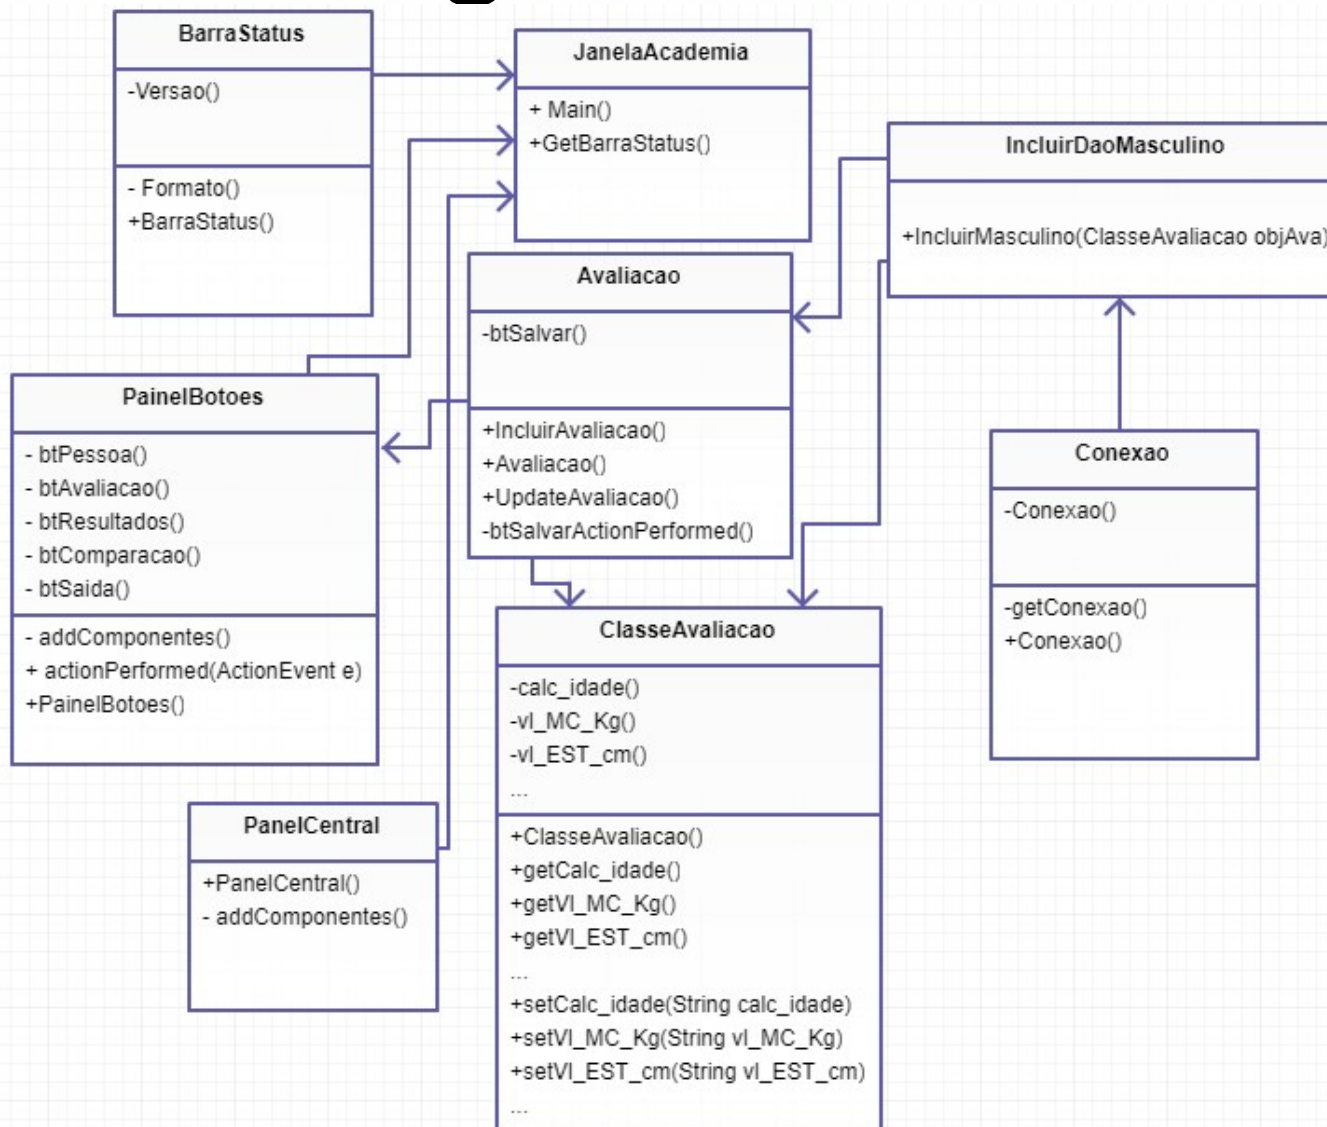 BarraStatus
-Versao()
- Formato()
+BarraStatus()
JanelaAcademia
+ Main()
+GetBarraStatus()
IncluirDaoMasculino
+IncluirMasculino(ClasseAvaliacao objAva)
Avaliacao
-btSalvar()
+IncluirAvaliacao()
+Avaliacao()
+UpdateAvaliacao()
-btSalvarActionPerformed()
PainelBotoes
- btPessoa()
- btAvaliacao()
- btResultados()
- btComparacao()
- btSaida()
- addComponentes()
+ actionPerformed(ActionEvent e)
+PainelBotoes()
Conexao
-Conexao()
-getConexao()
+Conexao()
ClasseAvaliacao
-calc_idade()
-vl_MC_Kg()
-vl_EST_cm()
...
+ClasseAvaliacao()
+getCalc_idade()
+getVl_MC_Kg()
+getVl_EST_cm()
...
+setCalc_idade(String calc_idade)
+setVl_MC_Kg(String vl_MC_Kg)
+setVl_EST_cm(String vl_EST_cm)
...
PanelCentral
+PanelCentral()
- addComponentes()